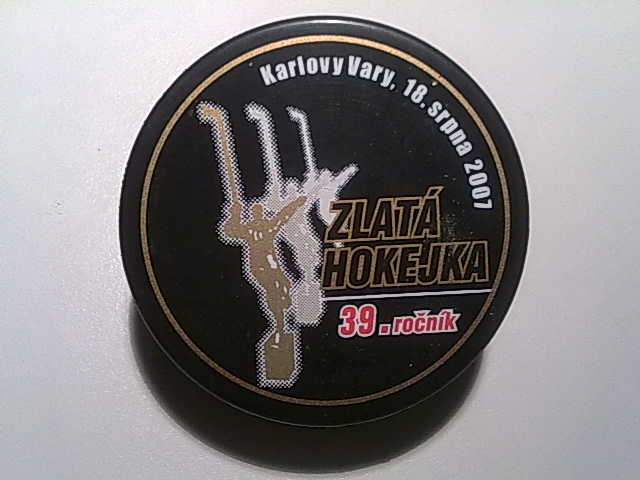 Karlovy Vary, 18. srpna 2007
ZLATÁ
HOKEJKA
39. ročník